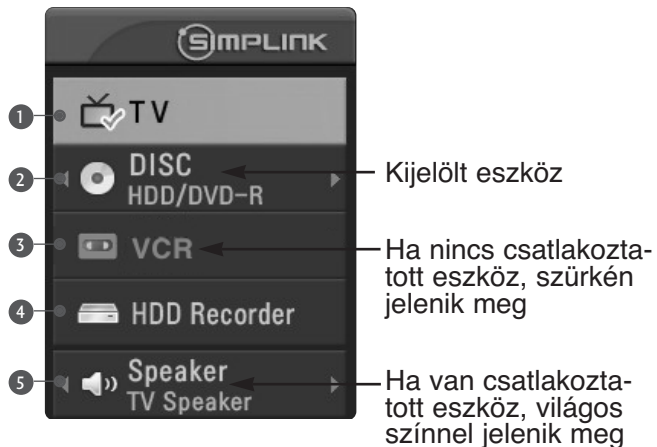 SIMPLINK
1 TV
2 DISC
HDD/DVD-R
Kijelölt eszköz
3 VCR
Ha nincs csatlakozta-
tott eszköz, szürkén
jelenik meg
4 HDD Recorder
5 Speaker
TV Speaker
Ha van csatlakozta-
tott eszköz, világos
színnel jelenik meg